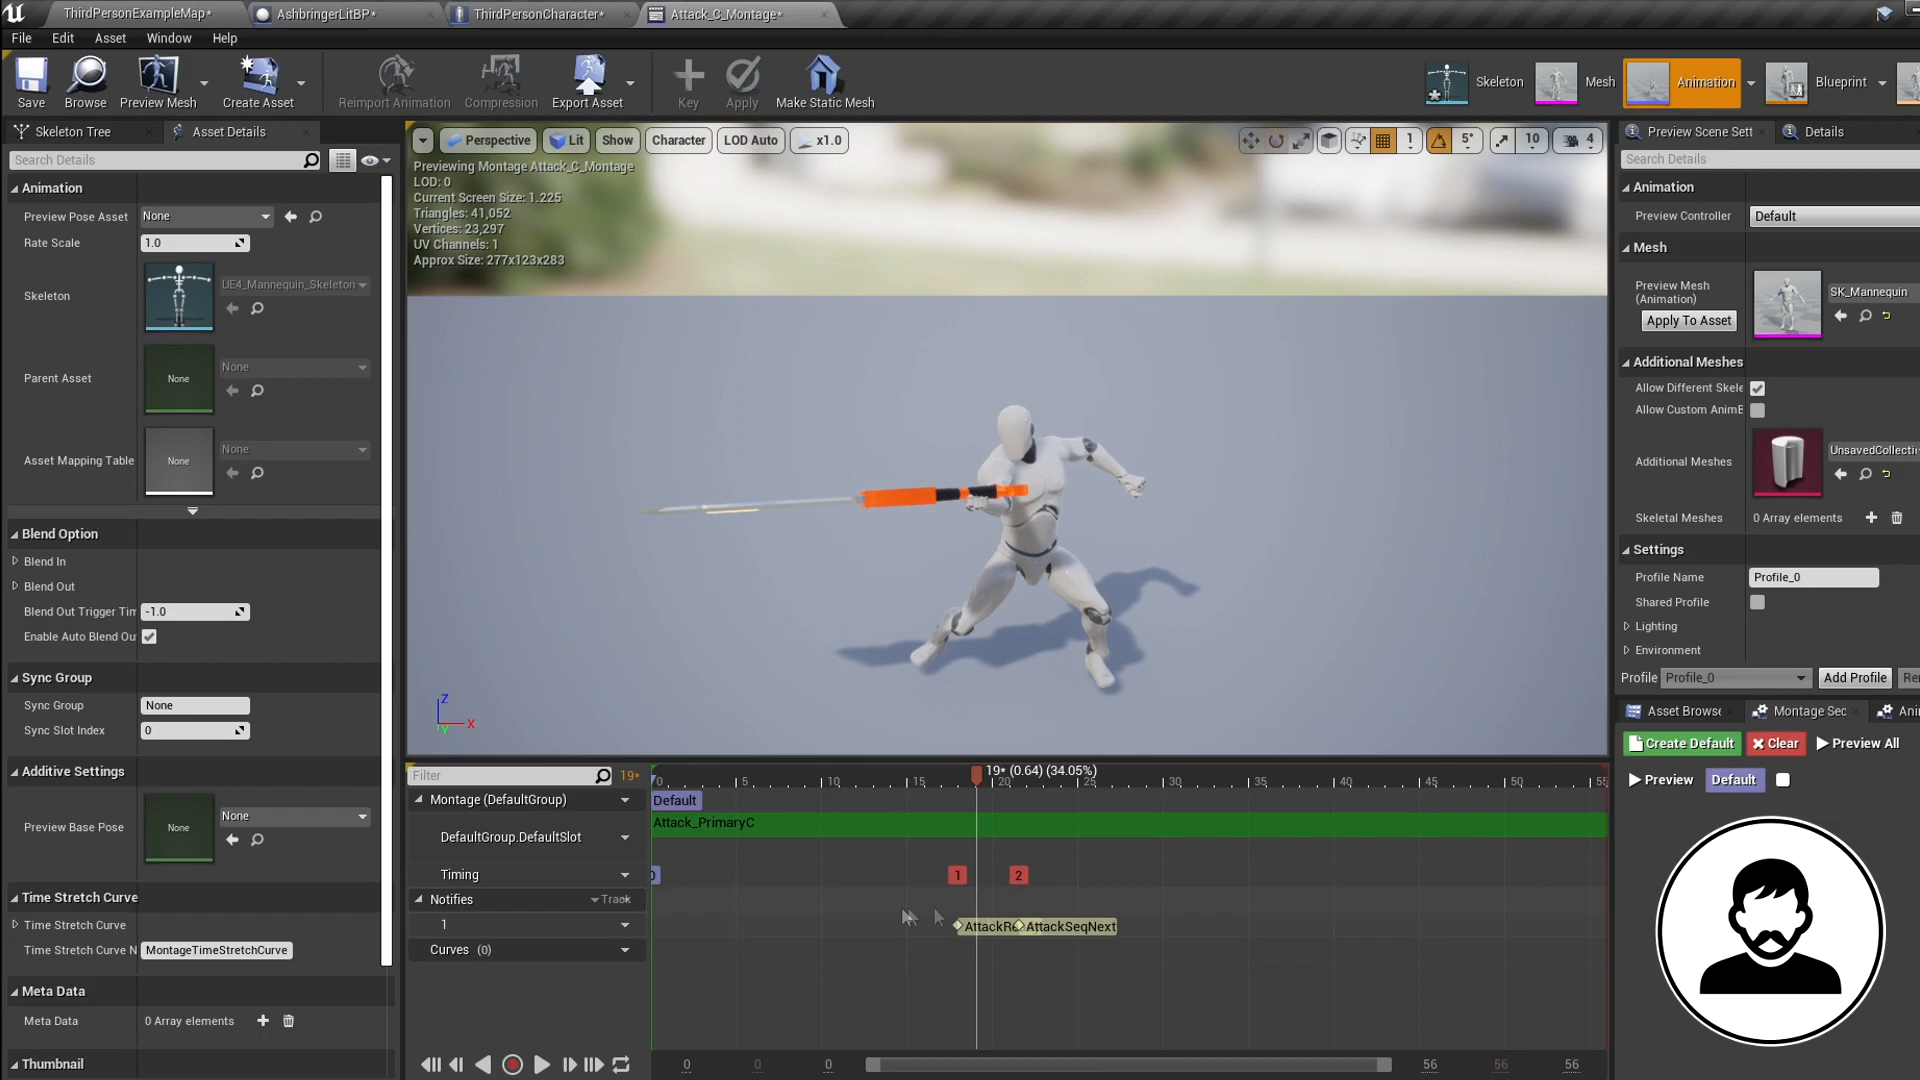 ThirdPersonExampleMap*
AshbringerLitBP*
ThirdPersonCharacter*
Attack_C_Montage*
File Edit Asset Window Help
Save
Browse
Preview Mesh
Create Asset
Reimport Animation
Compression
Export Asset
Key
Apply
Make Static Mesh
Skeleton
Mesh
Animation
Blueprint
Skeleton Tree
Asset Details
Search Details
Animation
Preview Pose Asset None
Rate Scale 1.0
Skeleton UE4_Mannequin_Skeleton
Parent Asset None None
Asset Mapping Table None None
Blend Option
Blend In
Blend Out
Blend Out Trigger Tim -1.0
Enable Auto Blend Ou
Sync Group
Sync Group None
Sync Slot Index 0
Additive Settings
Preview Base Pose None None
Time Stretch Curve
Time Stretch Curve
Time Stretch Curve N MontageTimeStretchCurve
Meta Data
Meta Data 0 Array elements
Thumbnail
Perspective Lit Show Character LOD Auto x1.0
1 5° 10 4
Previewing Montage Attack_C_Montage
LOD: 0
Current Screen Size: 1.225
Triangles: 41,052
Vertices: 23,297
UV Channels: 1
Approx Size: 277x123x283
Z
X
Y
Filter 19*
19* (0.64) (34.05%)
0 5 10 15 20 25 30 35 40 45 50 55
Montage (DefaultGroup) Default
Attack_PrimaryC
DefaultGroup.DefaultSlot
Timing 1 2
Notifies Track
1 AttackRe AttackSeqNext
Curves (0)
0 0 0 56 56 56
Preview Scene Sett
Details
Search Details
Animation
Preview Controller Default
Mesh
Preview Mesh
(Animation)
SK_Mannequin
Apply To Asset
Additional Meshes
Allow Different Skele
Allow Custom AnimB
Additional Meshes UnsavedCollecti
Skeletal Meshes 0 Array elements
Settings
Profile Name Profile_0
Shared Profile
Lighting
Environment
Profile Profile_0 Add Profile Re
Asset Browse
Montage Sec
Ani
Create Default Clear Preview All
Preview Default